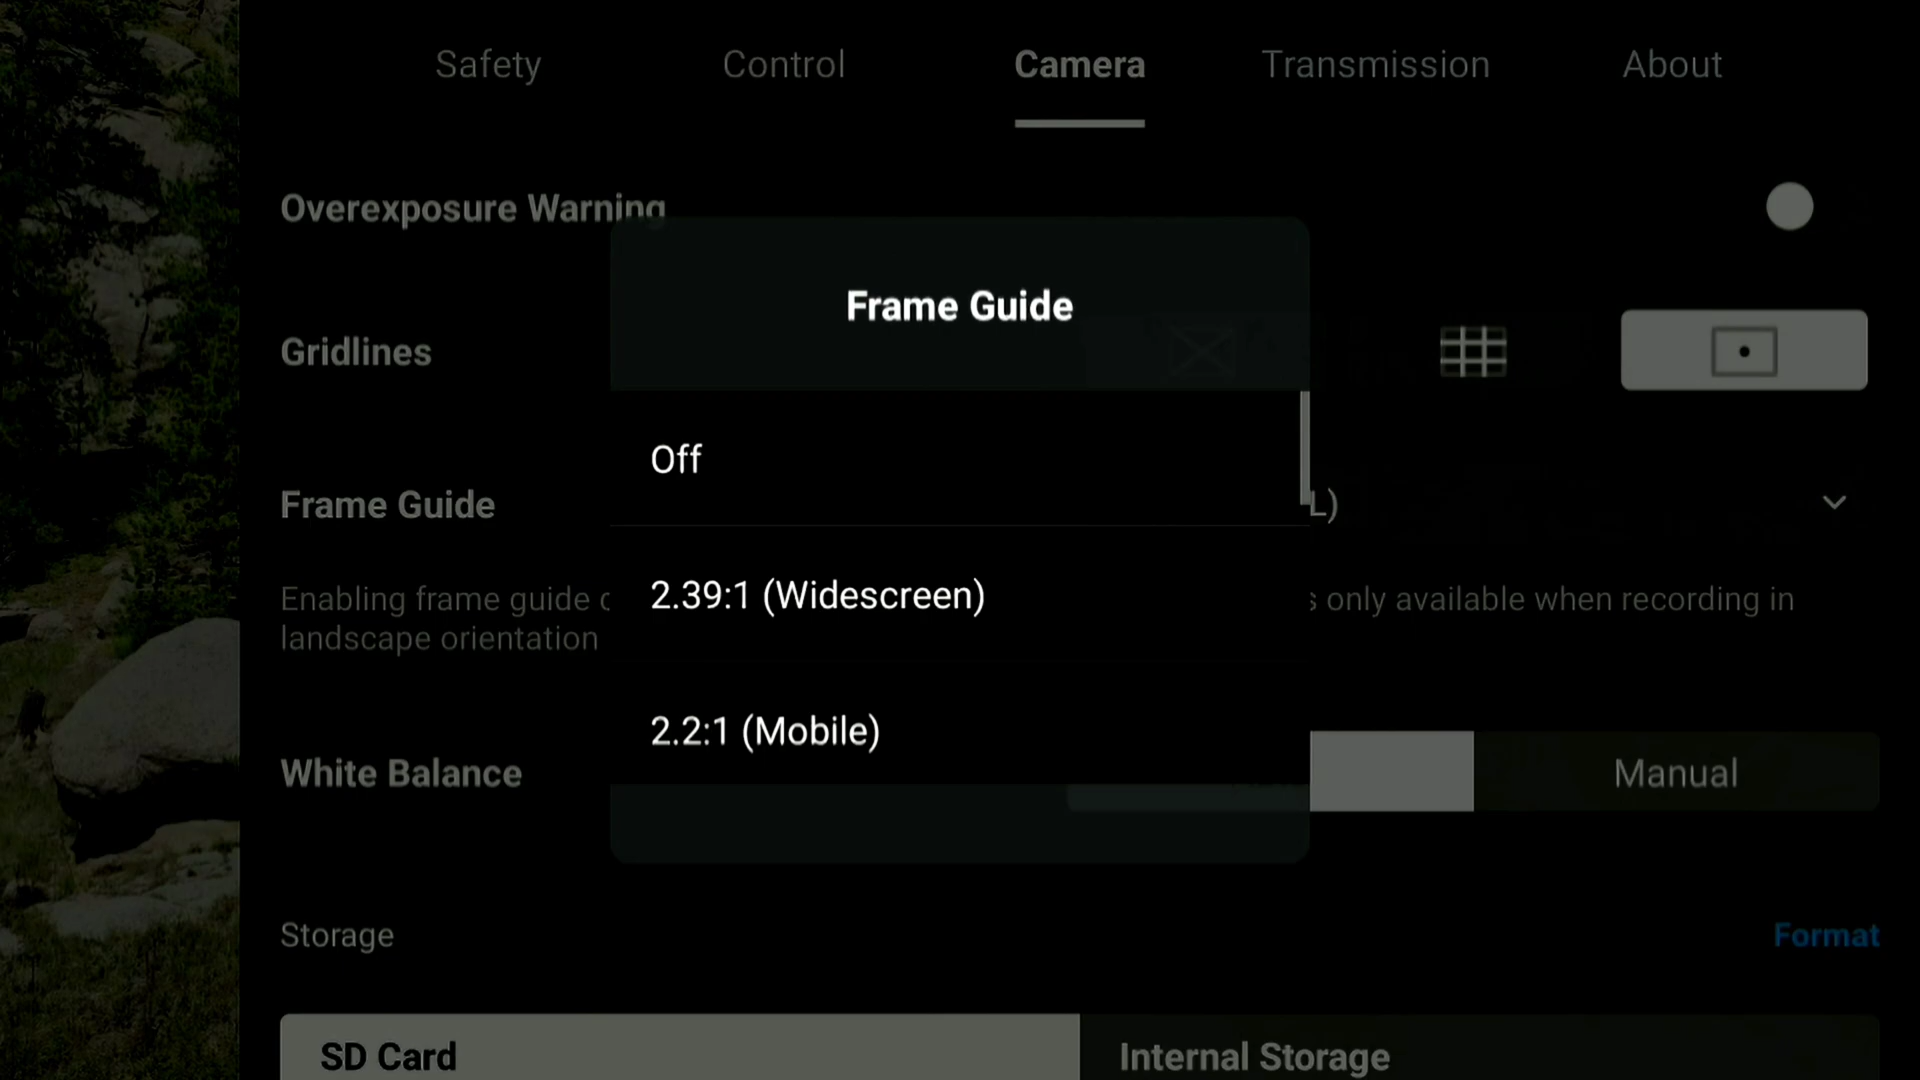 Safety Control Camera Transmission About
Overexposure Warning
Frame Guide
Gridlines
Off
Frame Guide L)
2.39:1 (Widescreen)
Enabling frame guide only available when recording in
landscape orientation
2.2:1 (Mobile)
White Balance Manual
Storage Format
SD Card Internal Storage